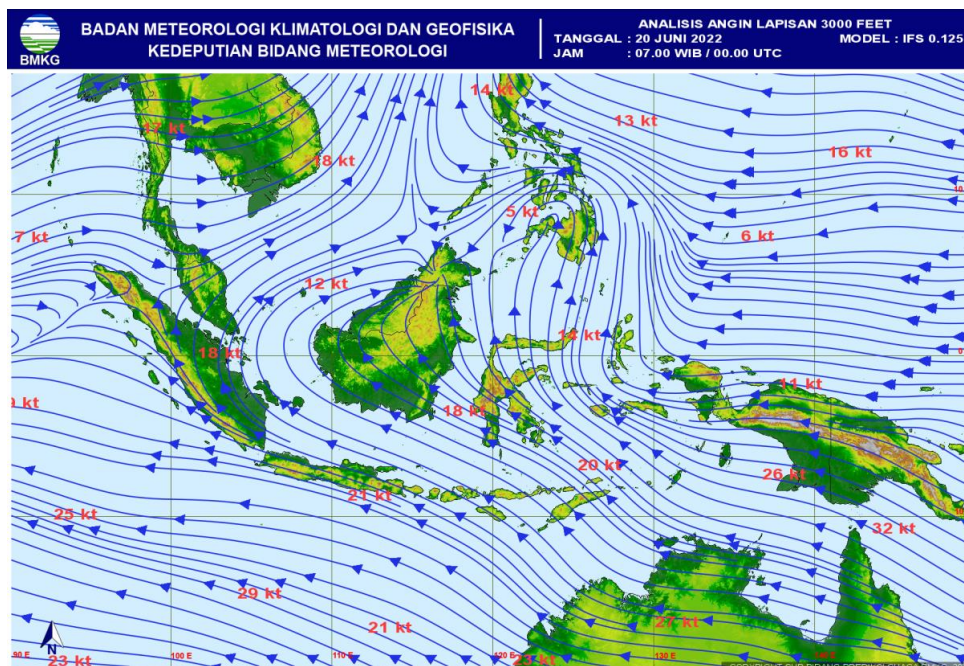 BADAN METEOROLOGI KLIMATOLOGI DAN GEOFISIKA
KEDEPUTIAN BIDANG METEOROLOGI
BMKG
ANALISIS ANGIN LAPISAN 3000 FEET
TANGGAL : 20 JUNI 2022 MODEL : IFS 0.125
JAM : 07.00 WIB / 00.00 UTC
14 kt
13 kt
17 kt
18 kt
16 kt
5 kt
7 kt
6 kt
12 kt
14 kt
18 kt
11 kt
18 kt
20 kt
26 kt
21 kt
25 kt
32 kt
29 kt
27 kt
21 kt
23 kt
23 kt
N
90 E
100 E
110 E
120 E
130 E